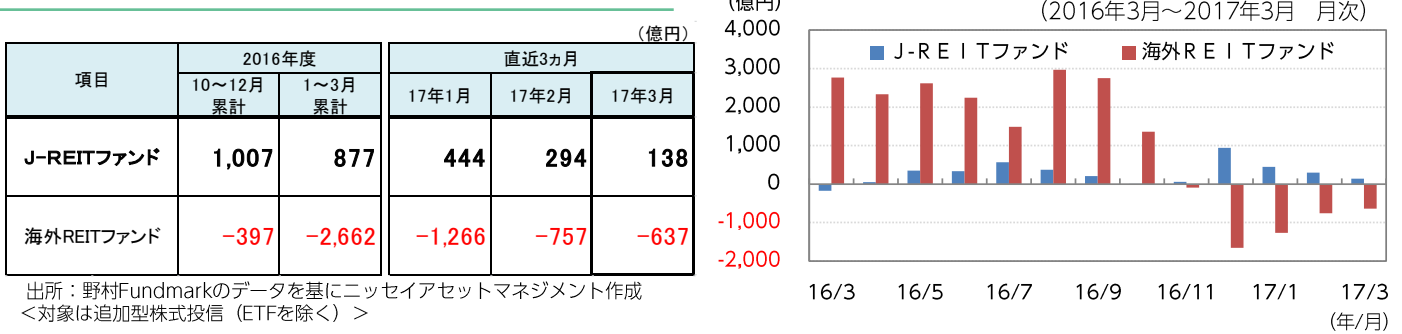 (億円)
項目
2016年度
直近3ヵ月
10~12月
累計
1~3月
累計
17年1月
17年2月
17年3月
J-REITファンド
1,007
877
444
294
138
海外REITファンド
-397
-2,662
-1,266
-757
-637
出所:野村Fundmarkのデータを基にニッセイアセットマネジメント作成
<対象は追加型株式投信(ETFを除く)>
(億円)
(2016年3月~2017年3月 月次)
J-REITファンド
海外REITファンド
4,000
3,000
2,000
1,000
0
-1,000
-2,000
16/3
16/5
16/7
16/9
16/11
17/1
17/3
(年/月)